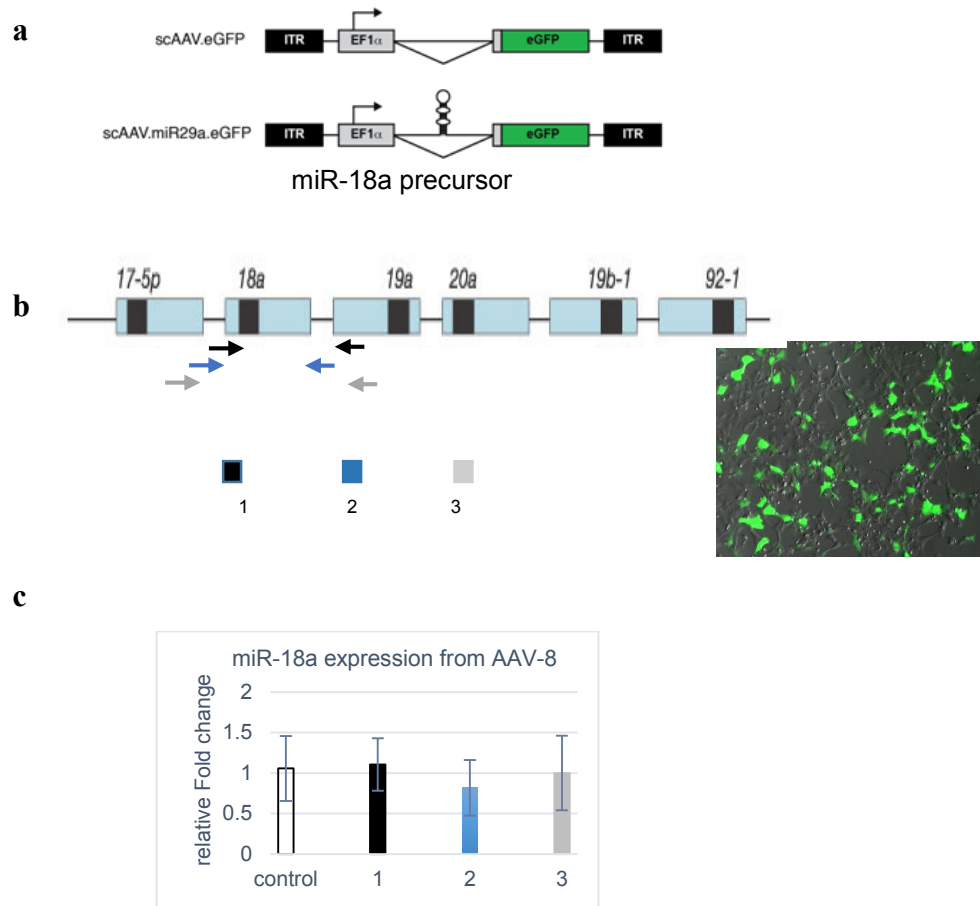 a
scAAV.eGFP
ITR EF1α eGFP ITR
scAAV.miR29a.eGFP
ITR EF1α eGFP ITR
miR-18a precursor
b
17-5p 18a 19a 20a 19b-1 92-1
1 2 3
c
miR-18a expression from AAV-8
relative Fold change
2
1.5
1
0.5
0
control 1 2 3